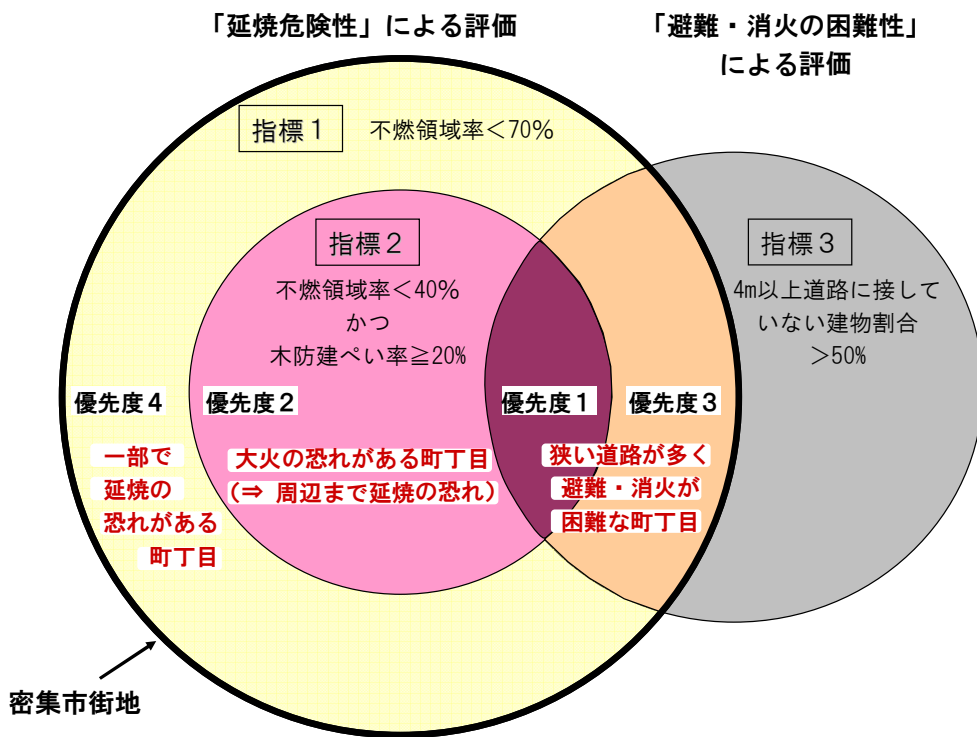 「延焼危険性」による評価
「避難・消火の困難性」
による評価
指標１
不燃領域率＜70％
指標２
不燃領域率＜40％
かつ
木防建ぺい率≧20%
指標３
4m以上道路に接して
いない建物割合
＞50%
優先度４
優先度２
優先度１
優先度３
一部で
延焼の
恐れがある
町丁目
大火の恐れがある町丁目
（⇒ 周辺まで延焼の恐れ）
狭い道路が多く
避難・消火が
困難な町丁目
密集市街地